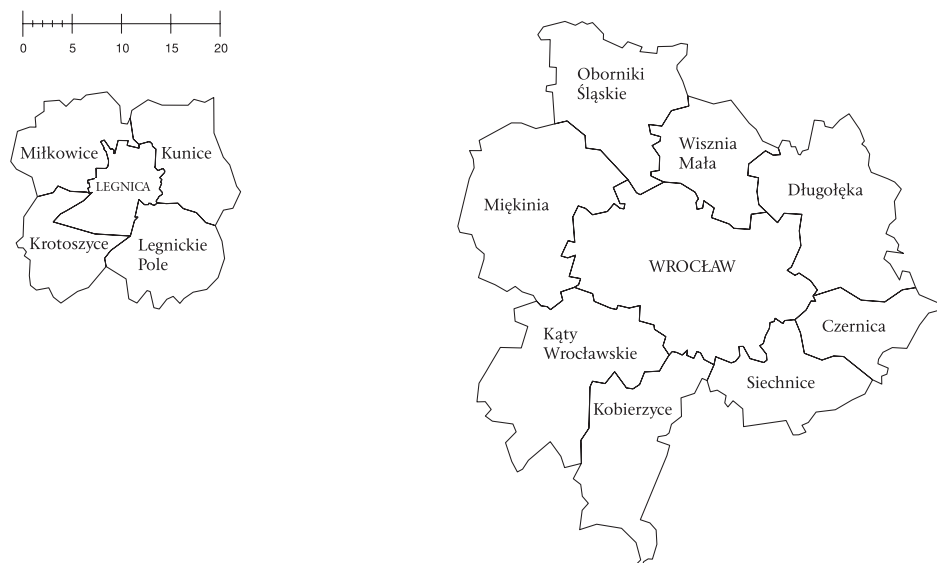 0 5 10 15 20
Miłkowice
Kunice
LEGNICA
Krotoszyce
Legnickie
Pole
Oborniki
Śląskie
Wisznia
Mała
Długołęka
Miękinia
WROCŁAW
Czernica
Kąty
Wrocławskie
Siechnice
Kobierzyce